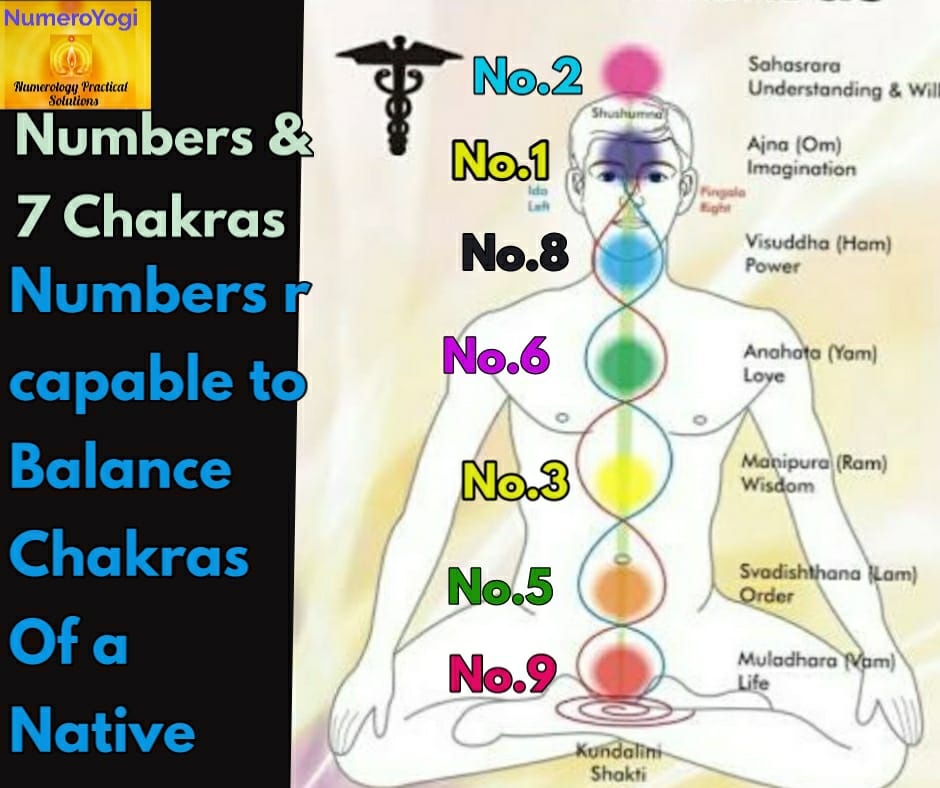 NumeroYogi
Numerology Practical
Solutions
Numbers &
7 Chakras
Numbers r
capable to
Balance
Chakras
Of a
Native
No.2
Sahasrara
Understanding & Will
Shushumna
No.1
Ajna (Om)
Imagination
Ida
Left
Pingala
Right
No.8
Visuddha (Ham)
Power
No.6
Anahata (Yam)
Love
No.3
Manipura (Ram)
Wisdom
No.5
Svadishthana (Lam)
Order
No.9
Muladhara (Vam)
Life
Kundalini
Shakti